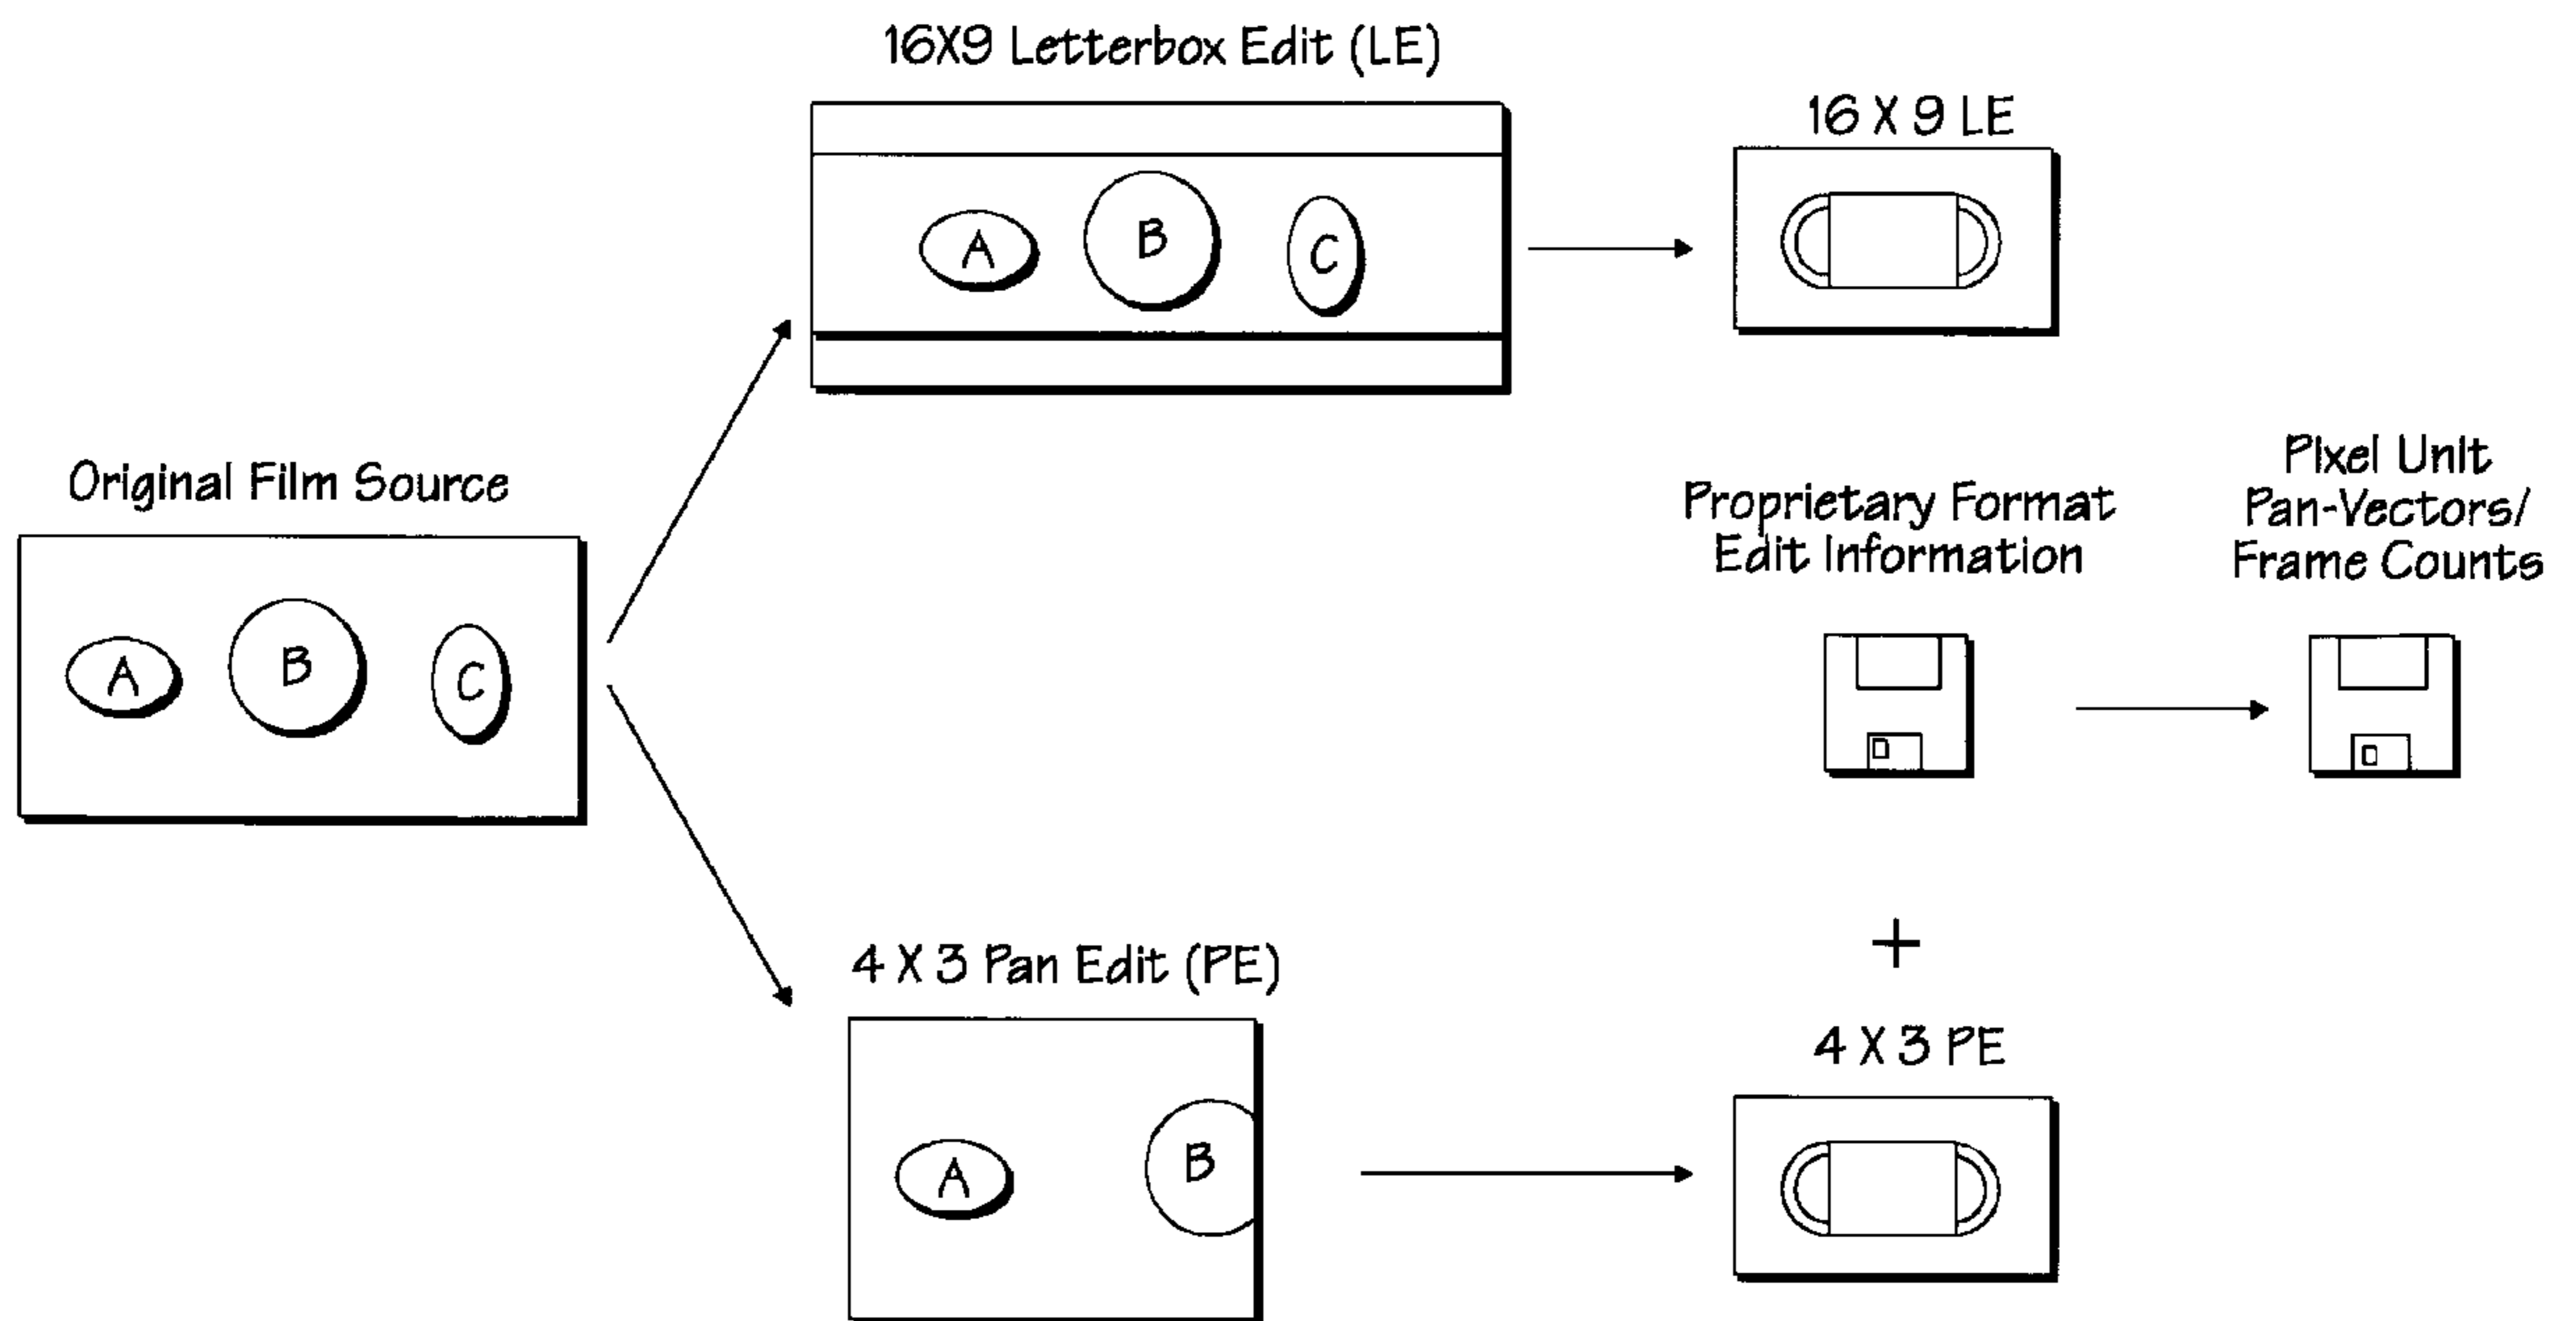 16X9 Letterbox Edit (LE)
A
B
C
16 X 9 LE
Original Film Source
A
B
C
Proprietary Format
Edit Information
Pixel Unit
Pan-Vectors/
Frame Counts
+
4 X 3 Pan Edit (PE)
A
B
4 X 3 PE